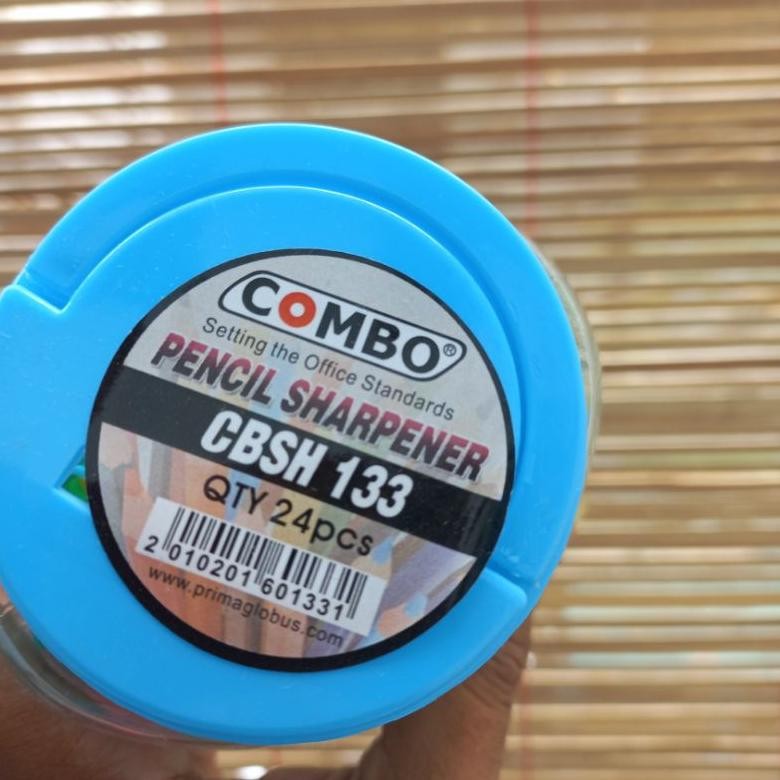 COMBO®
Setting the Office Standards
PENCIL SHARPENER
CBSH 133
QTY 24pcs
2 010201 601331
www.primaglobus.com